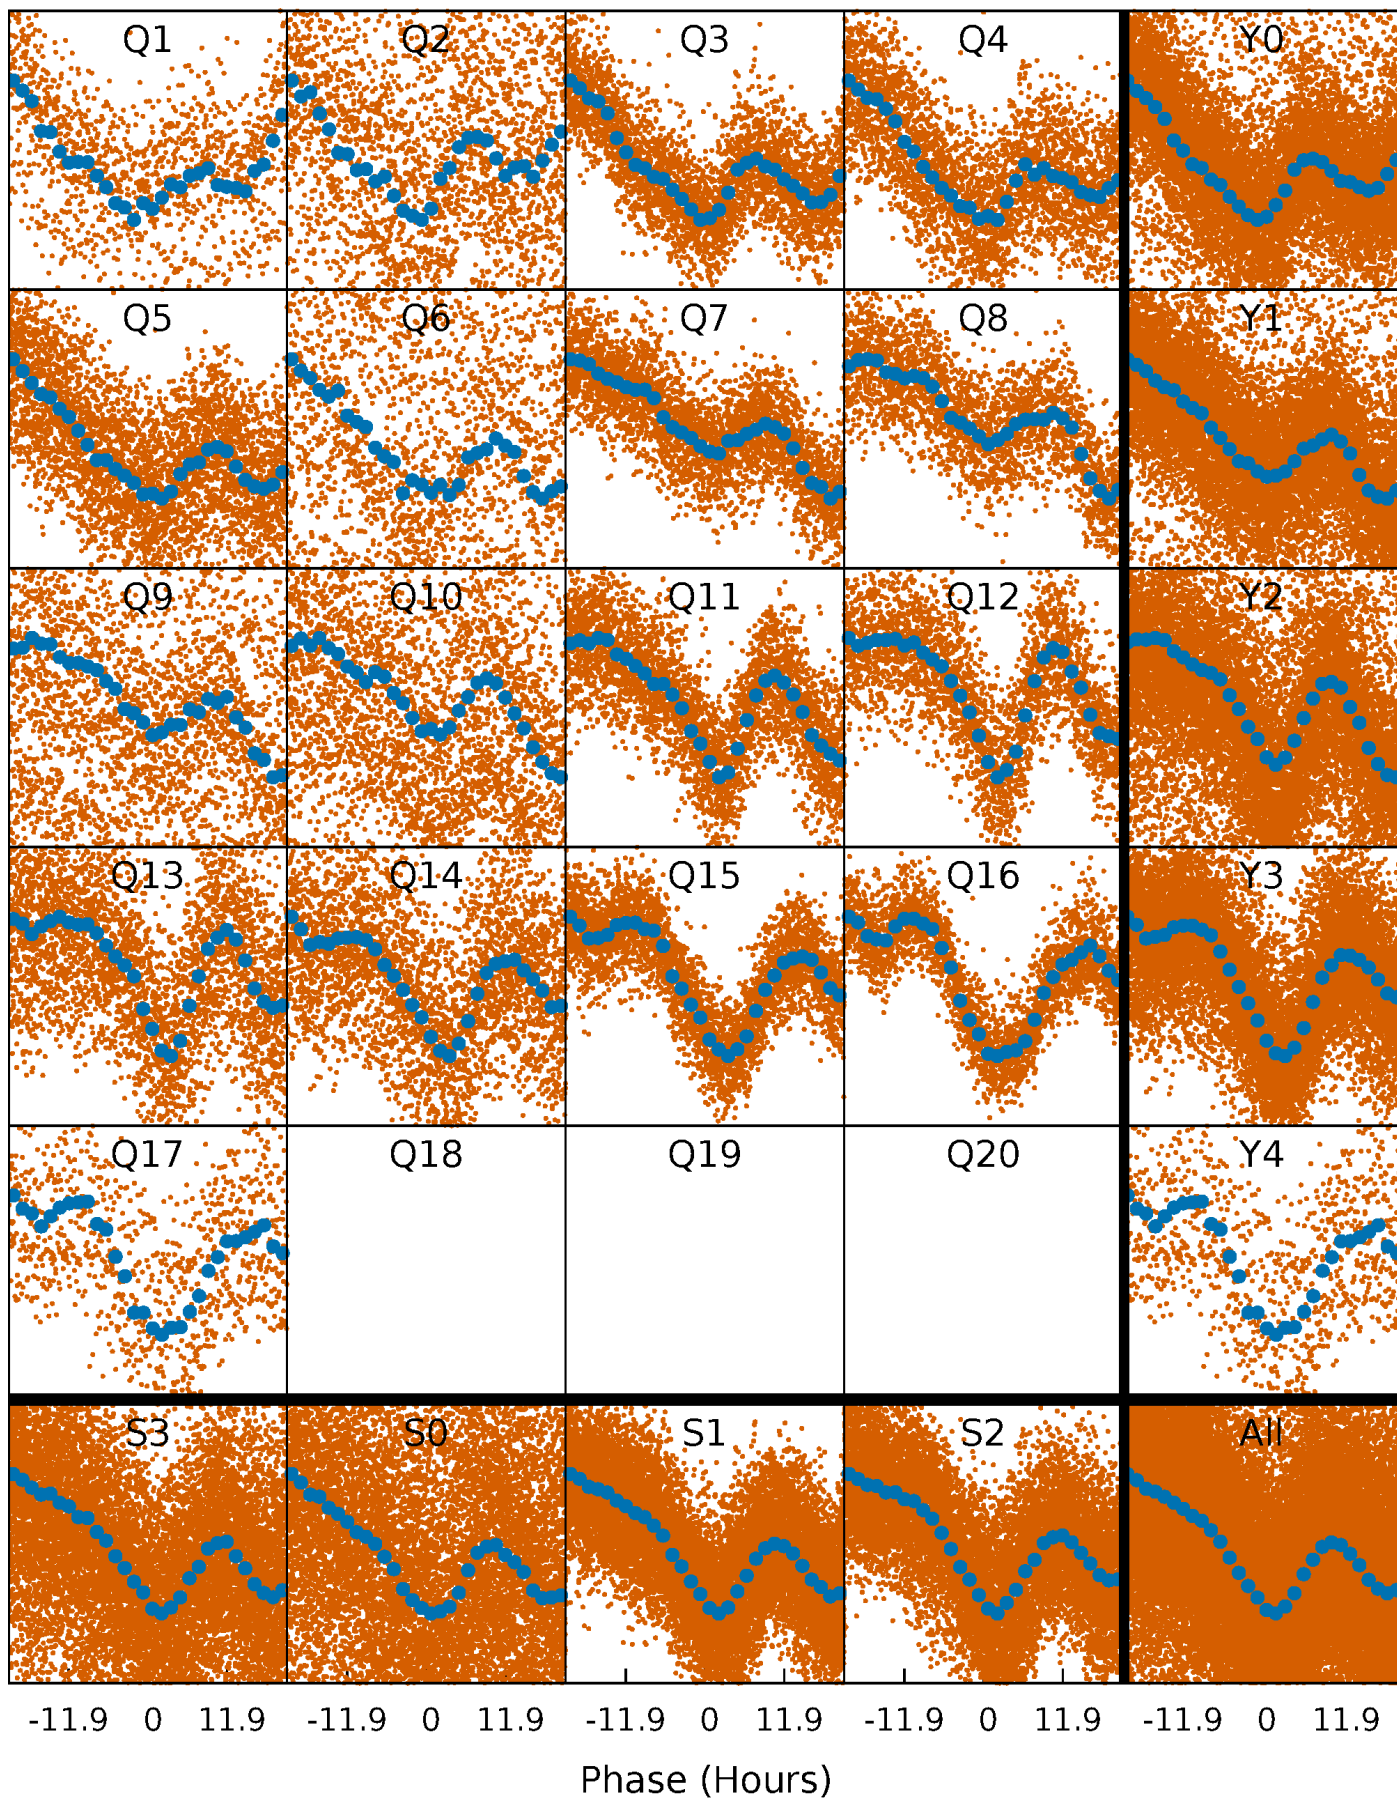 Q1 Q2 Q3 Q4 Y0
Q5 Q6 Q7 Q8 Y1
Q9 Q10 Q11 Q12 Y2
Q13 Q14 Q15 Q16 Y3
Q17 Q18 Q19 Q20 Y4
S3 S0 S1 S2 All
-11.9 0 11.9 -11.9 0 11.9 -11.9 0 11.9 -11.9 0 11.9 -11.9 0 11.9
Phase (Hours)